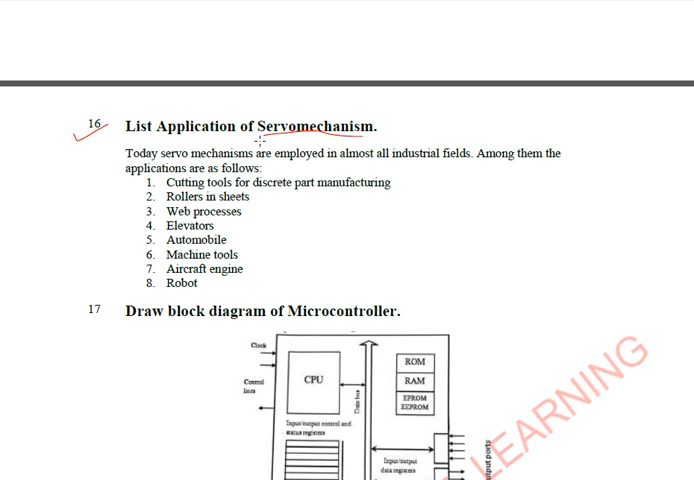 16 List Application of Servomechanism.
Today servo mechanisms are employed in almost all industrial fields. Among them the
applications are as follows:
1. Cutting tools for discrete part manufacturing
2. Rollers in sheets
3. Web processes
4. Elevators
5. Automobile
6. Machine tools
7. Aircraft engine
8. Robot
17 Draw block diagram of Microcontroller.
Clock
Control
lines
CPU
Data bus
ROM
RAM
EPROM
EEPROM
Input/output control and
status registers
Input/output
data registers
utput ports
LEARNING